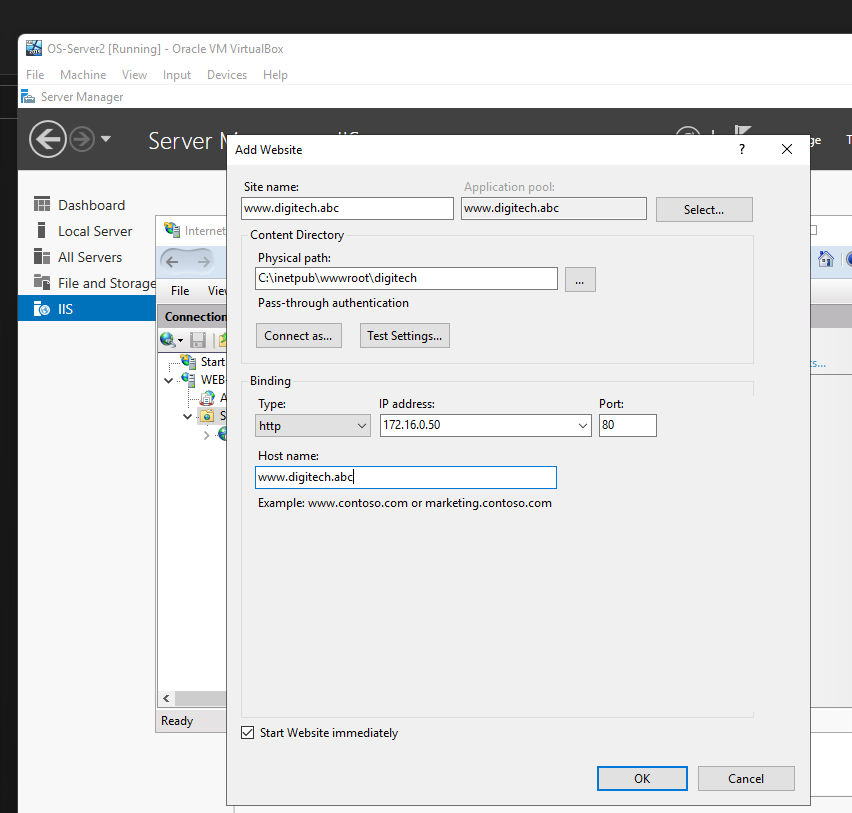 OS-Server2 [Running] - Oracle VM VirtualBox
File Machine View Input Devices Help
Server Manager
Server M
Add Website
? 
Dashboard
Local Server
All Servers
File and Storage
IIS
Internet
File Viev
Connection
Start
WEB-
A
S
Ready
Site name:
Application pool:
www.digitech.abc
www.digitech.abc
Select...
Content Directory
Physical path:
C:\inetpub\wwwroot\digitech
...
Pass-through authentication
Connect as...
Test Settings...
Binding
Type:
IP address:
Port:
http
172.16.0.50
80
Host name:
www.digitech.abc
Example: www.contoso.com or marketing.contoso.com
Start Website immediately
OK
Cancel